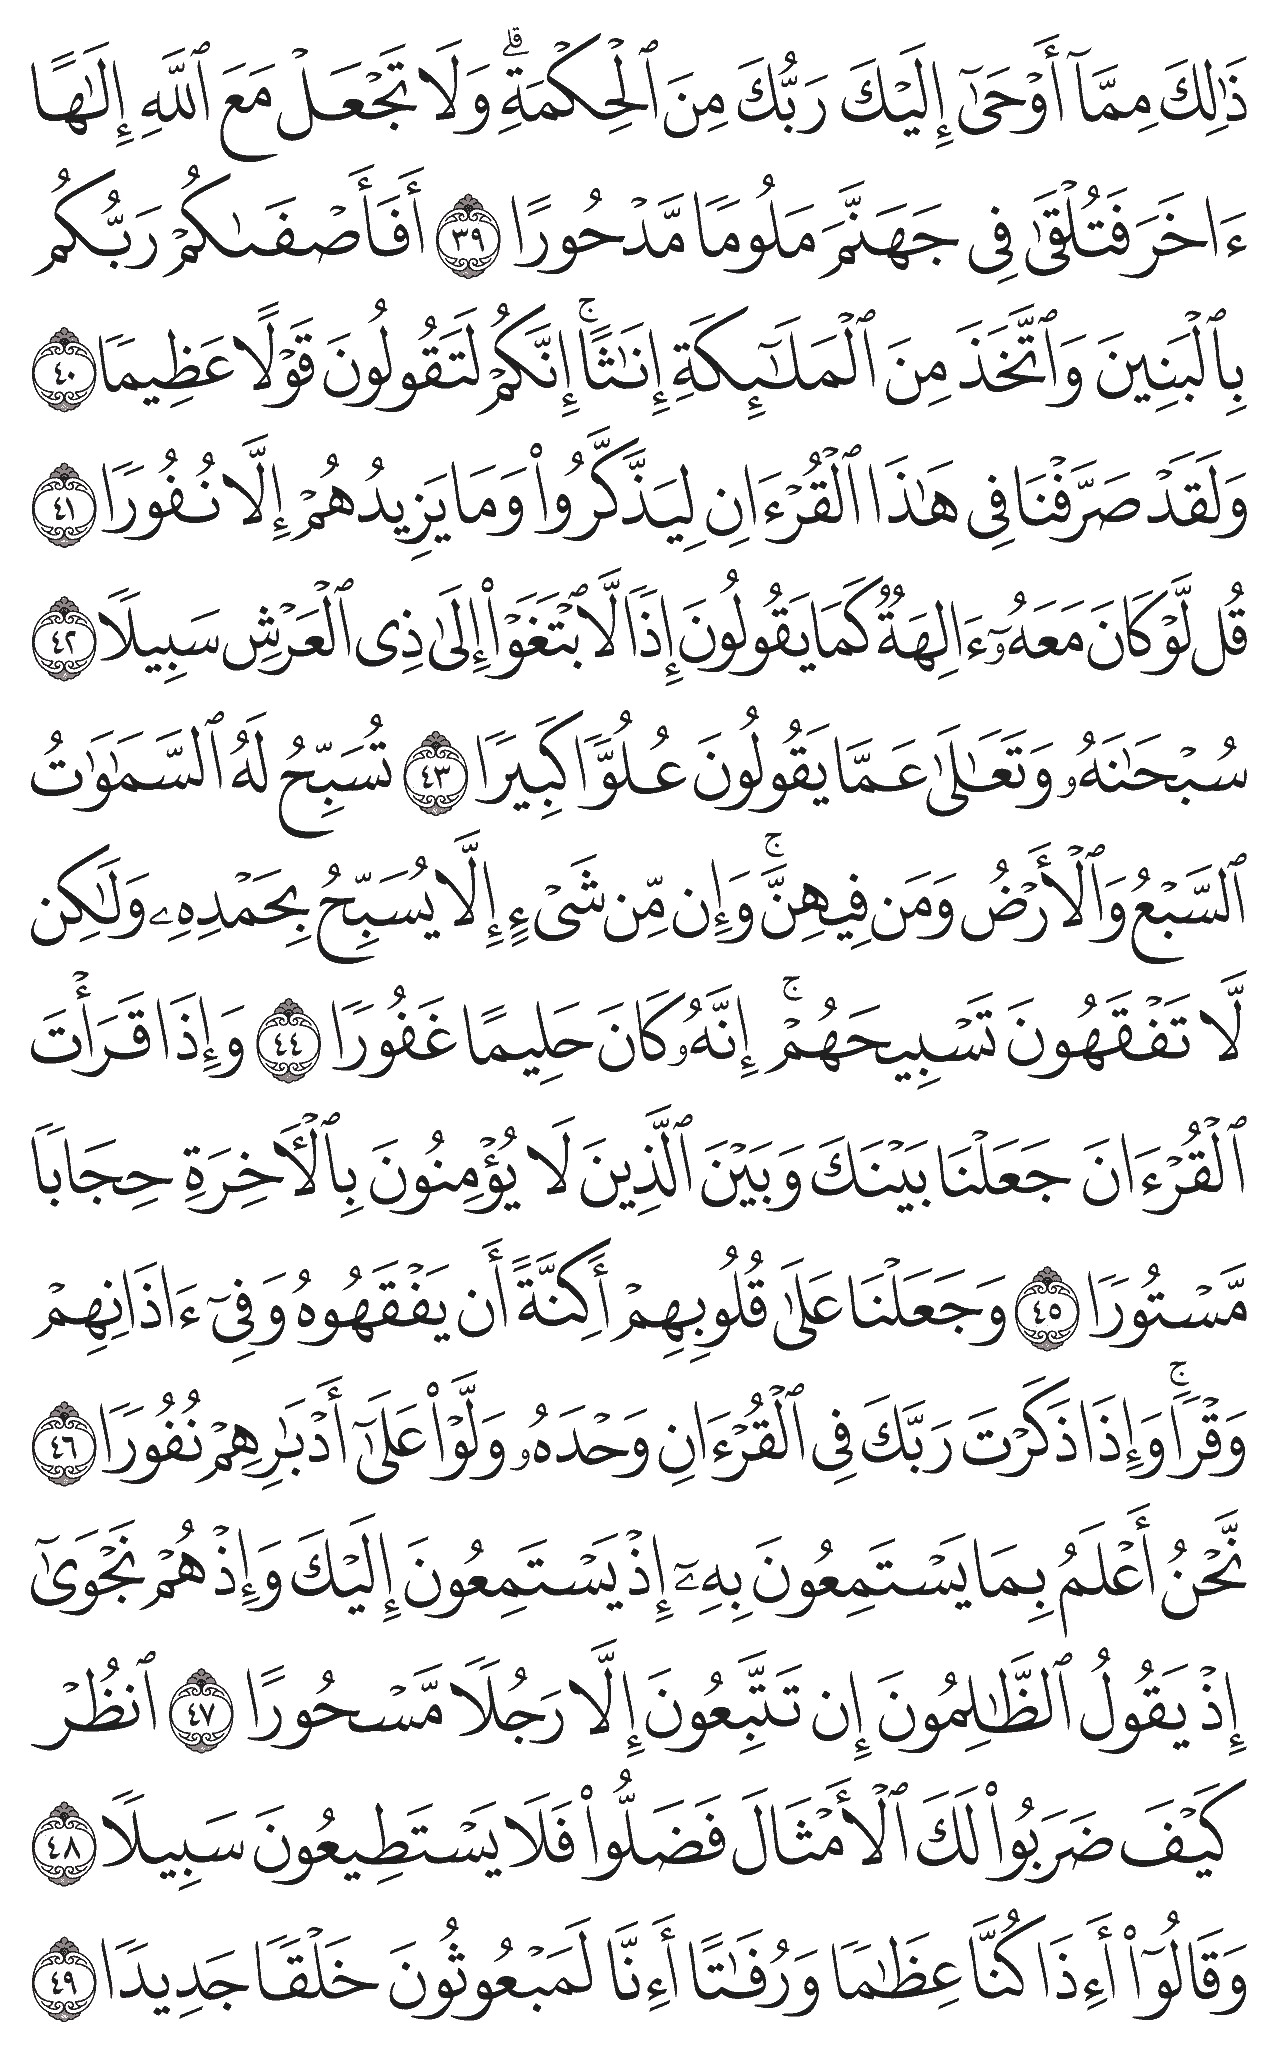 ذَٰلِكَ مِمَّآ أَوۡحَىٰٓ إِلَيۡكَ رَبُّكَ مِنَ ٱلۡحِكۡمَةِۗ وَلَا تَجۡعَلۡ مَعَ ٱللَّهِ إِلَٰهًا
ءَاخَرَ فَتُلۡقَىٰ فِي جَهَنَّمَ مَلُومٗا مَّدۡحُورًا ٣٩ أَفَأَصۡفَىٰكُمۡ رَبُّكُم
بِٱلۡبَنِينَ وَٱتَّخَذَ مِنَ ٱلۡمَلَٰٓئِكَةِ إِنَٰثًاۚ إِنَّكُمۡ لَتَقُولُونَ قَوۡلًا عَظِيمٗا ٤٠
وَلَقَدۡ صَرَّفۡنَا فِي هَٰذَا ٱلۡقُرۡءَانِ لِيَذَّكَّرُواْ وَمَا يَزِيدُهُمۡ إِلَّا نُفُورٗا ٤١
قُل لَّوۡ كَانَ مَعَهُۥٓ ءَالِهَةٞ كَمَا يَقُولُونَ إِذٗا لَّٱبۡتَغَوۡاْ إِلَىٰ ذِي ٱلۡعَرۡشِ سَبِيلٗا ٤٢
سُبۡحَٰنَهُۥ وَتَعَٰلَىٰ عَمَّا يَقُولُونَ عُلُوّٗا كَبِيرٗا ٤٣ تُسَبِّحُ لَهُ ٱلسَّمَٰوَٰتُ
ٱلسَّبۡعُ وَٱلۡأَرۡضُ وَمَن فِيهِنَّۚ وَإِن مِّن شَيۡءٍ إِلَّا يُسَبِّحُ بِحَمۡدِهِۦ وَلَٰكِن
لَّا تَفۡقَهُونَ تَسۡبِيحَهُمۡۚ إِنَّهُۥ كَانَ حَلِيمًا غَفُورٗا ٤٤ وَإِذَا قَرَأۡتَ
ٱلۡقُرۡءَانَ جَعَلۡنَا بَيۡنَكَ وَبَيۡنَ ٱلَّذِينَ لَا يُؤۡمِنُونَ بِٱلۡأٓخِرَةِ حِجَابٗا
مَّسۡتُورٗا ٤٥ وَجَعَلۡنَا عَلَىٰ قُلُوبِهِمۡ أَكِنَّةً أَن يَفۡقَهُوهُ وَفِيٓ ءَاذَانِهِمۡ
وَقۡرٗاۚ وَإِذَا ذَكَرۡتَ رَبَّكَ فِي ٱلۡقُرۡءَانِ وَحۡدَهُۥ وَلَّوۡاْ عَلَىٰٓ أَدۡبَٰرِهِمۡ نُفُورٗا ٤٦
نَّحۡنُ أَعۡلَمُ بِمَا يَسۡتَمِعُونَ بِهِۦٓ إِذۡ يَسۡتَمِعُونَ إِلَيۡكَ وَإِذۡ هُمۡ نَجۡوَىٰٓ
إِذۡ يَقُولُ ٱلظَّٰلِمُونَ إِن تَتَّبِعُونَ إِلَّا رَجُلٗا مَّسۡحُورًا ٤٧ ٱنظُرۡ
كَيۡفَ ضَرَبُواْ لَكَ ٱلۡأَمۡثَالَ فَضَلُّواْ فَلَا يَسۡتَطِيعُونَ سَبِيلٗا ٤٨
وَقَالُوٓاْ أَءِذَا كُنَّا عِظَٰمٗا وَرُفَٰتًا أَءِنَّا لَمَبۡعُوثُونَ خَلۡقٗا جَدِيدٗا ٤٩